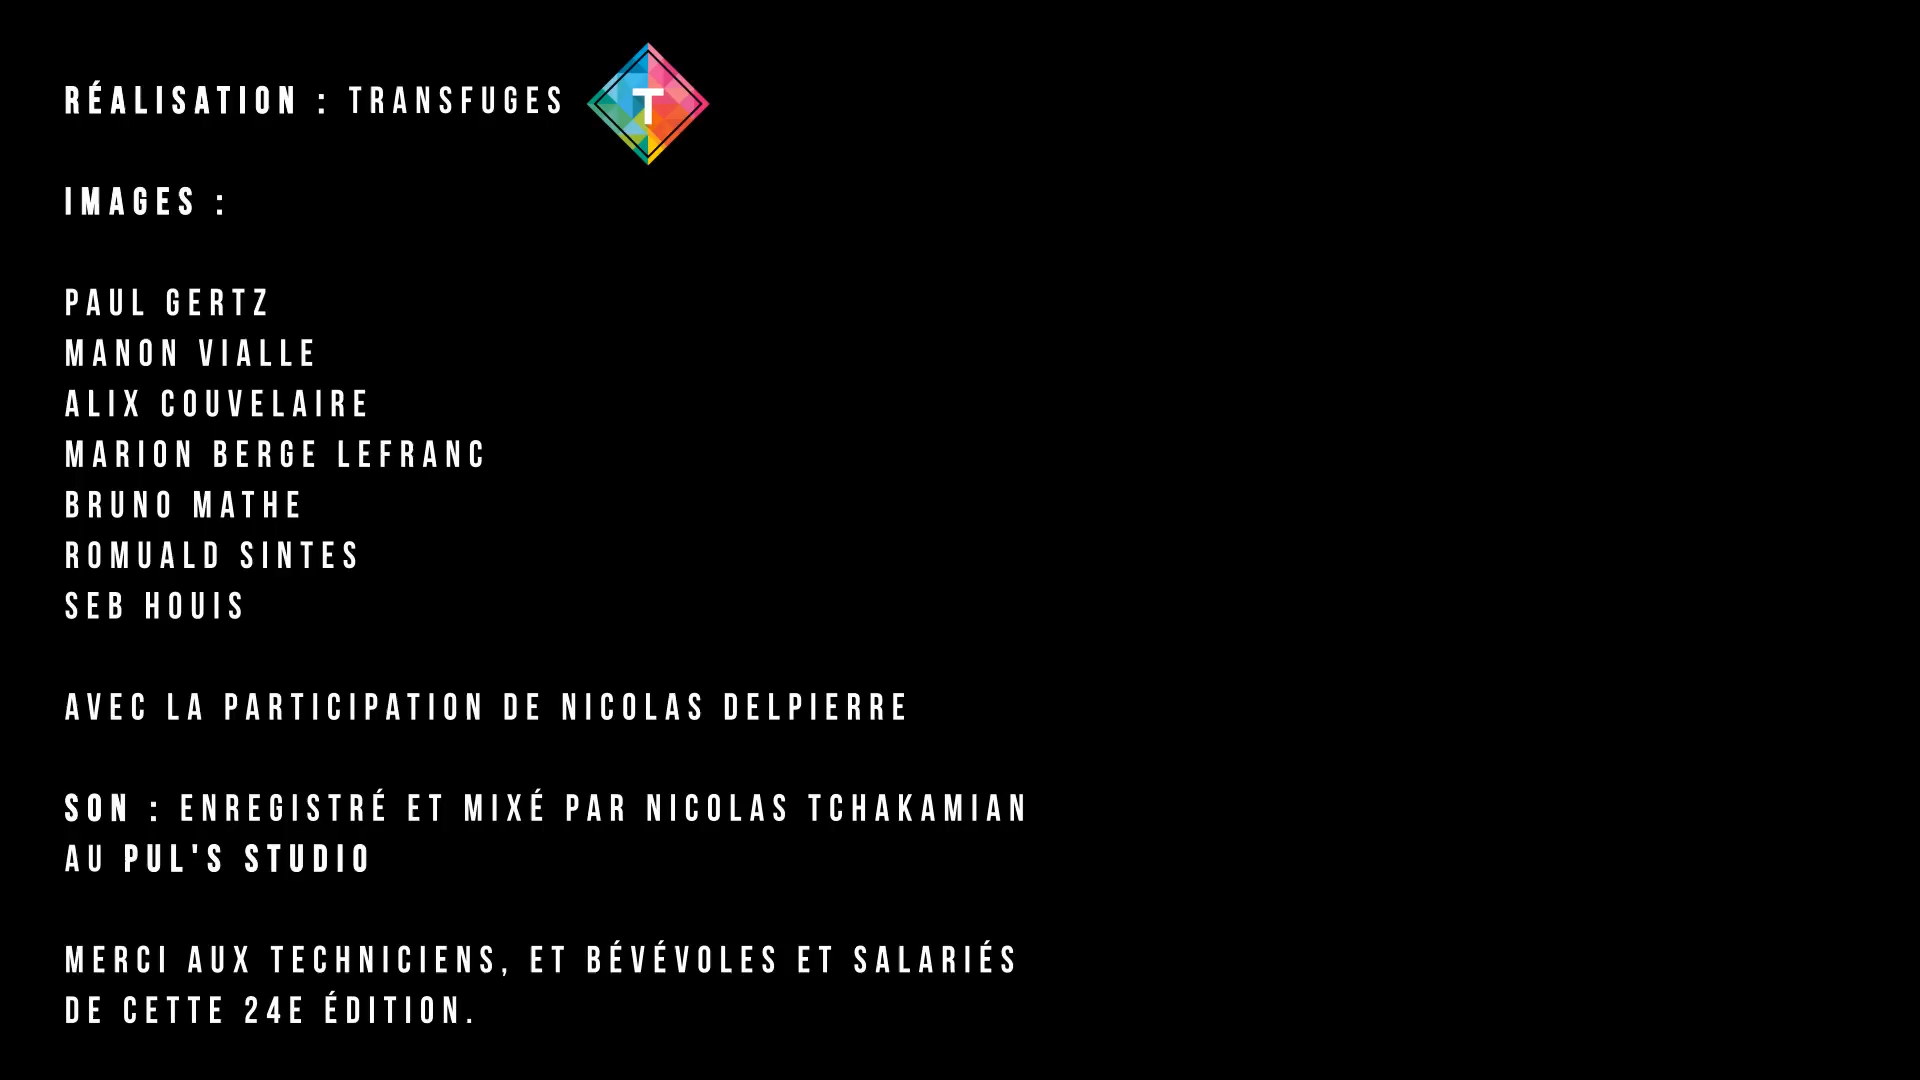 RÉALISATION : TRANSFUGES
T
IMAGES :
PAUL GERTZ
MANON VIALLE
ALIX COUVELAIRE
MARION BERGE LEFRANC
BRUNO MATHE
ROMUALD SINTES
SEB HOUIS
AVEC LA PARTICIPATION DE NICOLAS DELPIERRE
SON : ENREGISTRÉ ET MIXÉ PAR NICOLAS TCHAKAMIAN
AU PUL'S STUDIO
MERCI AUX TECHNICIENS, ET BÉVÉVOLES ET SALARIÉS
DE CETTE 24E ÉDITION.